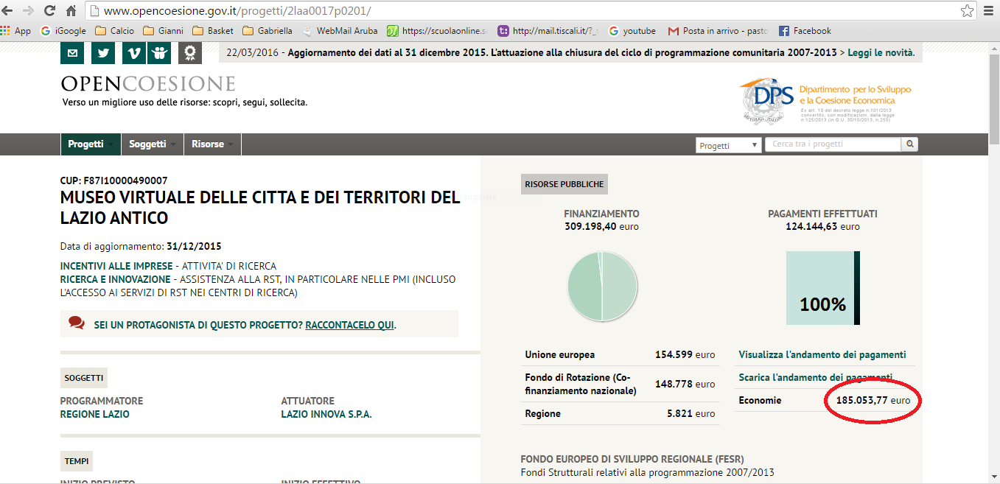 www.opencoesione.gov.it/progetti/2laa0017p0201/
App iGoogle Calcio Gianni Basket Gabriella WebMail Aruba https://scuolaonline.s http://mail.tiscali.it/?_ youtube Posta in arrivo - pasto Facebook
22/03/2016 - Aggiornamento dei dati al 31 dicembre 2015. L'attuazione alla chiusura del ciclo di programmazione comunitaria 2007-2013 > Leggi le novità.
OPENCOESIONE
Verso un migliore uso delle risorse: scopri, segui, sollecita.
DPS Dipartimento per lo Sviluppo
e la Coesione Economica
Ex art. 10 del decreto legge n.101/2013
convertito, con modificazioni, dalla legge
n.125/2013 (in G.U. 30/10/2013, n.255)
Progetti Soggetti Risorse
Progetti Cerca tra i progetti
CUP: F87I10000490007
MUSEO VIRTUALE DELLE CITTA E DEI TERRITORI DEL
LAZIO ANTICO
Data di aggiornamento: 31/12/2015
INCENTIVI ALLE IMPRESE - ATTIVITA' DI RICERCA
RICERCA E INNOVAZIONE - ASSISTENZA ALLA RST, IN PARTICOLARE NELLE PMI (INCLUSO
L'ACCESSO AI SERVIZI DI RST NEI CENTRI DI RICERCA)
SEI UN PROTAGONISTA DI QUESTO PROGETTO? RACCONTACELO QUI.
SOGGETTI
PROGRAMMATORE
REGIONE LAZIO
ATTUATORE
LAZIO INNOVA S.P.A.
TEMPI
INIZIO PREVISTO INIZIO EFFETTIVO
RISORSE PUBBLICHE
FINANZIAMENTO
309.198,40 euro
PAGAMENTI EFFETTUATI
124.144,63 euro
100%
Unione europea 154.599 euro
Fondo di Rotazione (Co-
finanziamento nazionale) 148.778 euro
Regione 5.821 euro
Visualizza l'andamento dei pagamenti
Scarica l'andamento dei pagamenti
Economie 185.053,77 euro
FONDO EUROPEO DI SVILUPPO REGIONALE (FESR)
Fondi Strutturali relativi alla programmazione 2007/2013